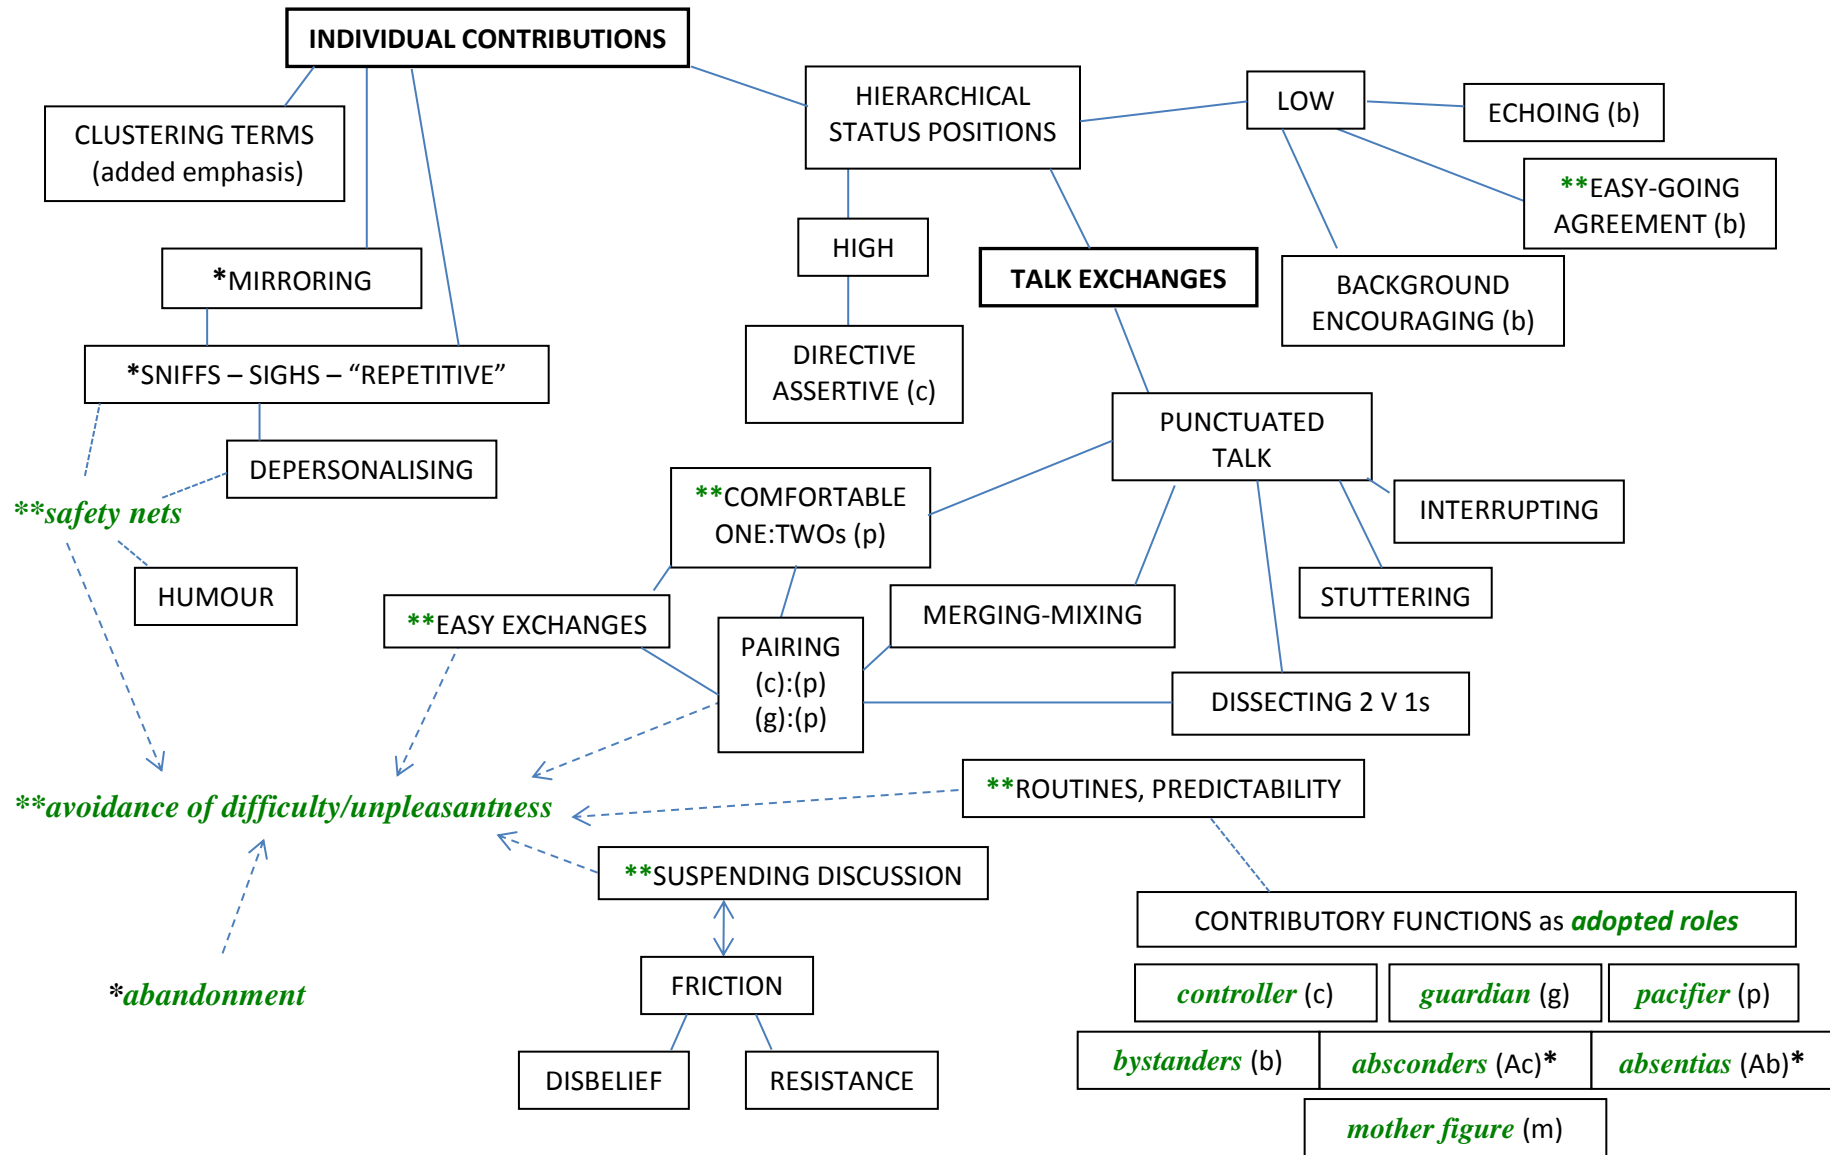 INDIVIDUAL CONTRIBUTIONS
CLUSTERING TERMS
(added emphasis)
HIERARCHICAL
STATUS POSITIONS
LOW
ECHOING (b)
**EASY-GOING
AGREEMENT (b)
BACKGROUND
ENCOURAGING (b)
HIGH
*MIRRORING
TALK EXCHANGES
DIRECTIVE
ASSERTIVE (c)
*SNIFFS – SIGHS – “REPETITIVE”
DEPERSONALISING
PUNCTUATED
TALK
**safety nets
**COMFORTABLE
ONE:TWOs (p)
INTERRUPTING
HUMOUR
STUTTERING
**EASY EXCHANGES
MERGING-MIXING
PAIRING
(c):(p)
(g):(p)
DISSECTING 2 V 1s
**avoidance of difficulty/unpleasantness
**ROUTINES, PREDICTABILITY
**SUSPENDING DISCUSSION
CONTRIBUTORY FUNCTIONS as adopted roles
*abandonment
FRICTION
controller (c)
guardian (g)
pacifier (p)
DISBELIEF
RESISTANCE
bystanders (b)
absconders (Ac)*
absentias (Ab)*
mother figure (m)